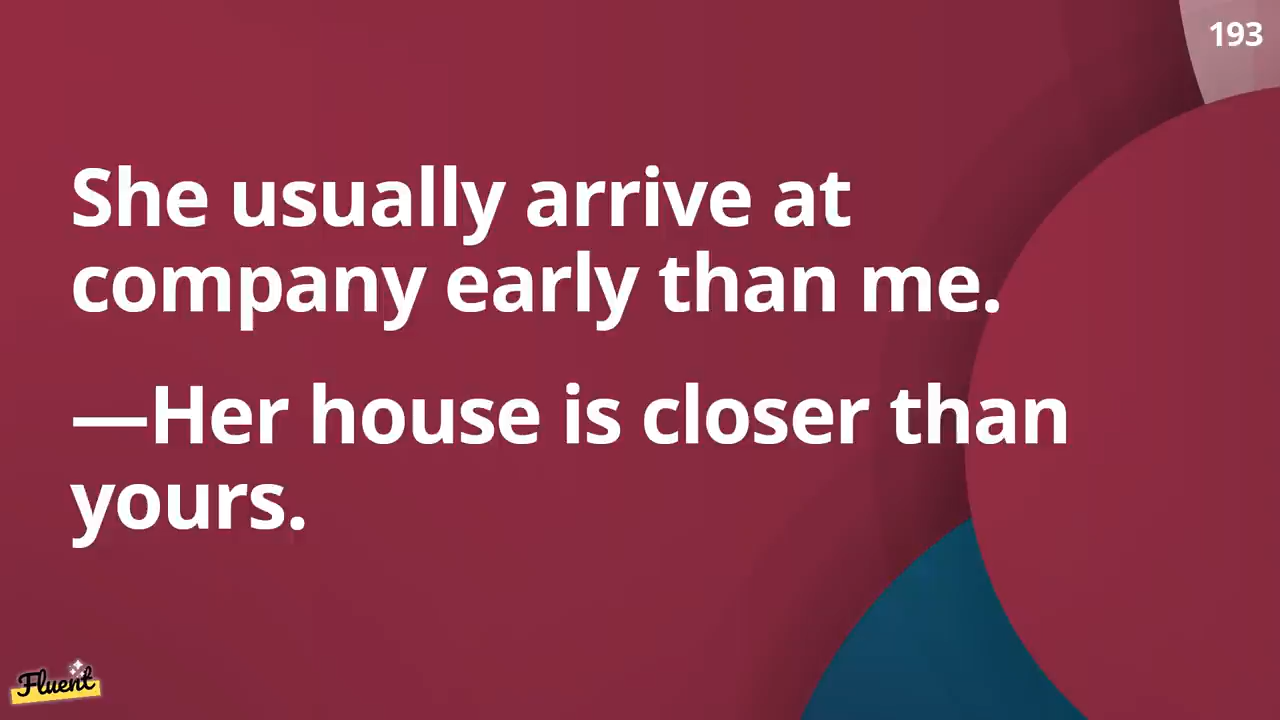 193
She usually arrive at
company early than me.
—Her house is closer than
yours.
Fluent